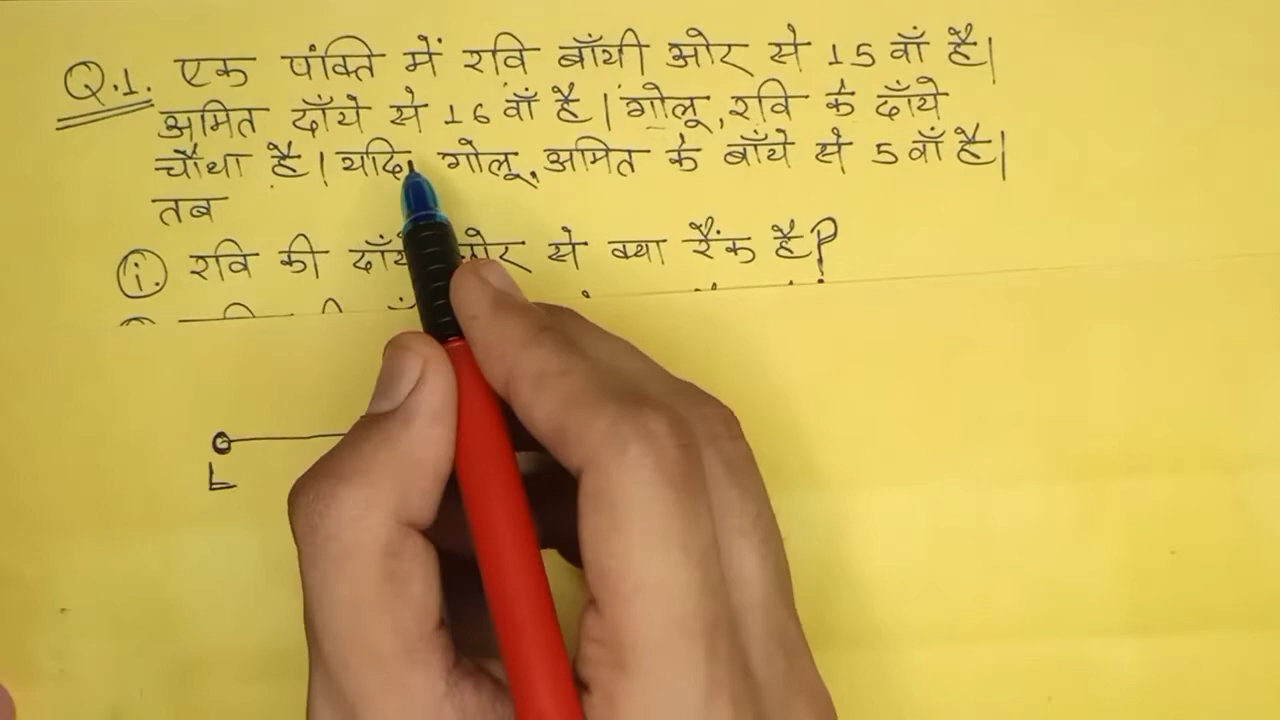 Q.1. एक पंक्ति में रवि बाँयी ओर से 15 वाँ है।
अमित दाँये से 16 वाँ है। गोलू, रवि के दाँये
चौथा है। यदि गोलू, अमित के बाँये से 5 वाँ है।
तब
i. रवि की दाँये ओर से क्या रैंक है?
L